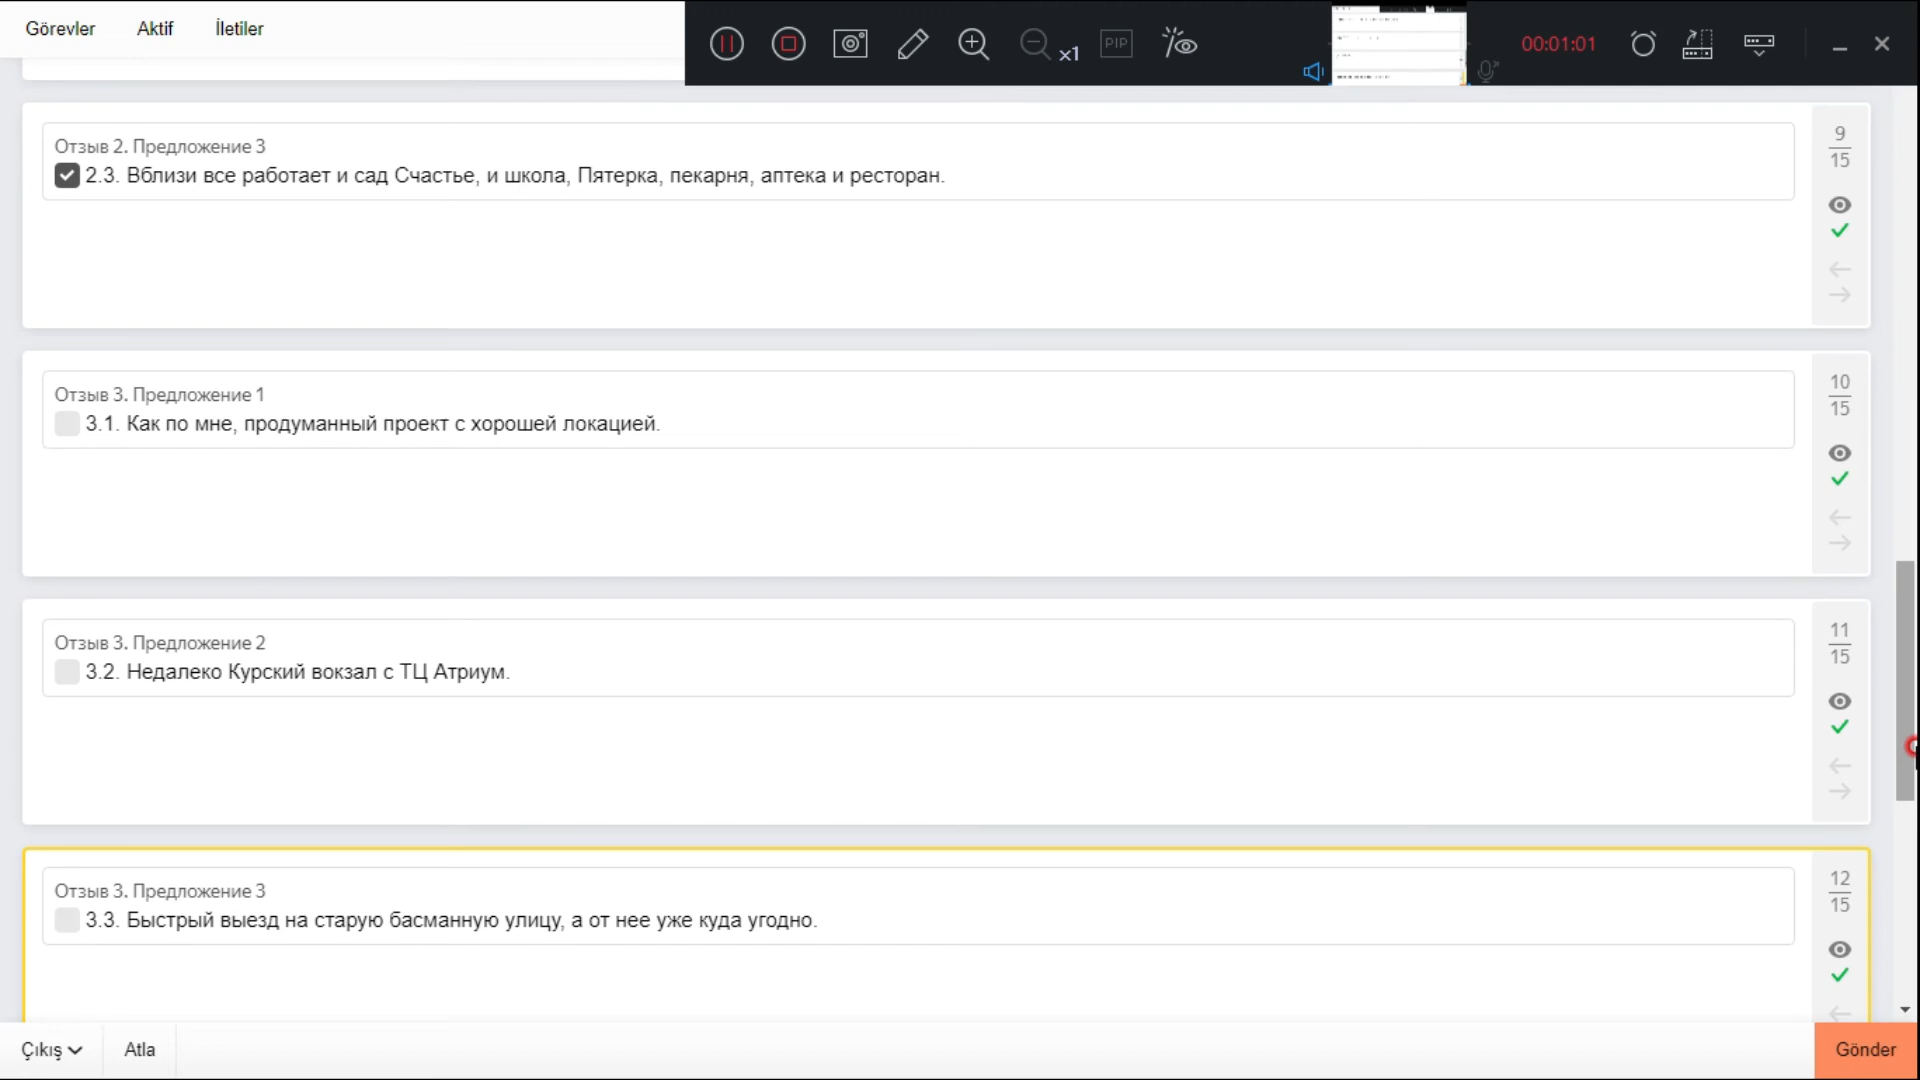 Görevler Aktif İletiler
x1 PIP 00:01:01
Отзыв 2. Предложение 3
2.3. Вблизи все работает и сад Счастье, и школа, Пятерка, пекарня, аптека и ресторан.
9
15
Отзыв 3. Предложение 1
3.1. Как по мне, продуманный проект с хорошей локацией.
10
15
Отзыв 3. Предложение 2
3.2. Недалеко Курский вокзал с ТЦ Атриум.
11
15
Отзыв 3. Предложение 3
3.3. Быстрый выезд на старую басманную улицу, а от нее уже куда угодно.
12
15
Çıkış Atla Gönder